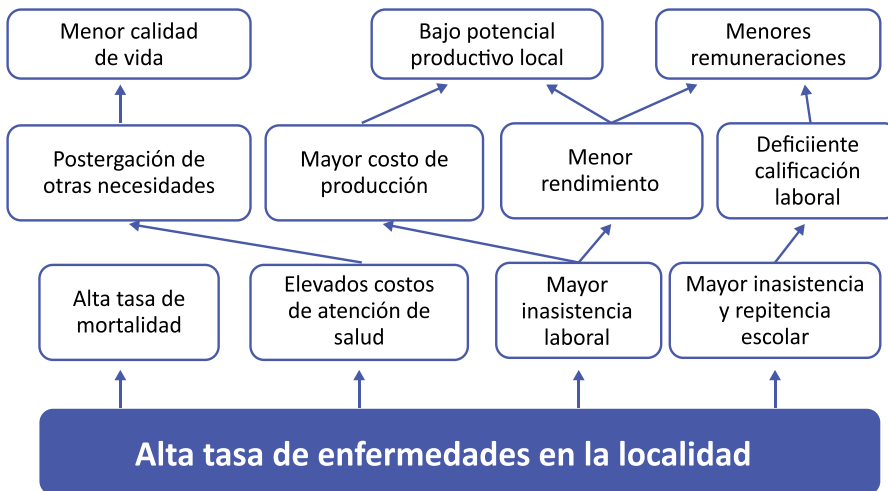 Menor calidad
de vida
Bajo potencial
productivo local
Menores
remuneraciones
Postergación de
otras necesidades
Mayor costo de
producción
Menor
rendimiento
Deficiiente
calificación
laboral
Alta tasa de
mortalidad
Elevados costos
de atención de
salud
Mayor
inasistencia
laboral
Mayor inasistencia
y repitencia
escolar
Alta tasa de enfermedades en la localidad